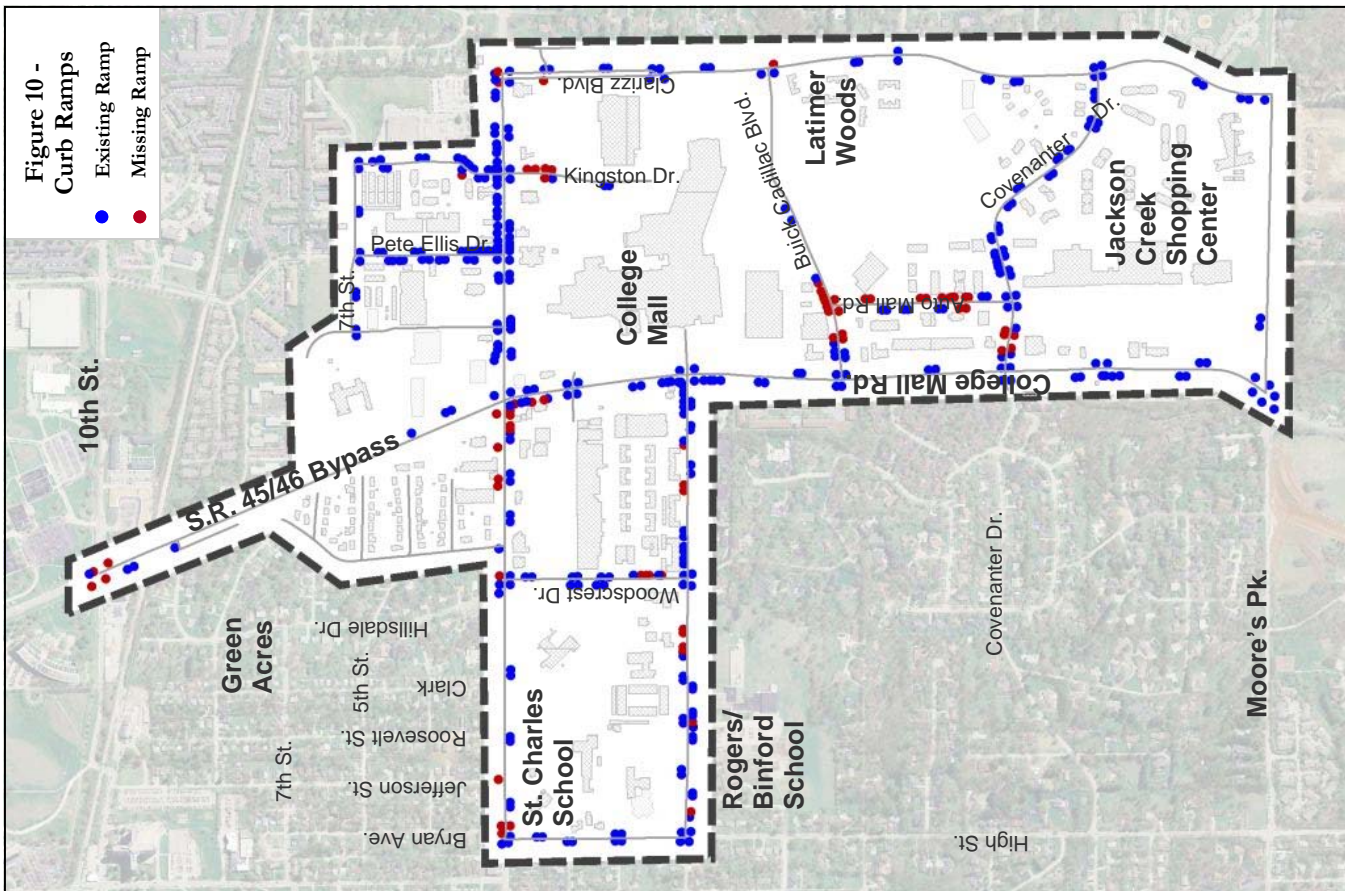 Figure 10 -
Curb Ramps
Existing Ramp
Missing Ramp
10th St.
S.R. 45/46 Bypass
7th St.
Pete Ellis Dr.
Kingston Dr.
Clarizz Blvd.
College
Mall
Buick Cadillac Blvd.
Latimer
Woods
Auto Mall Rd.
Covenanter Dr.
Jackson
Creek
Shopping
Center
College Mall Rd
Green
Acres
Hillsdale Dr.
5th St.
Clark
Roosevelt St.
7th St.
Jefferson St.
Bryan Ave.
Woodscrest Dr.
St. Charles
School
Rogers/
Binford
School
Covenanter Dr.
High St.
Moore's Pk.